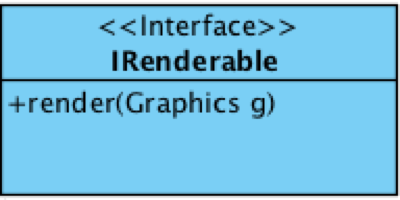 <<Interface>>
IRenderable
+render(Graphics g)